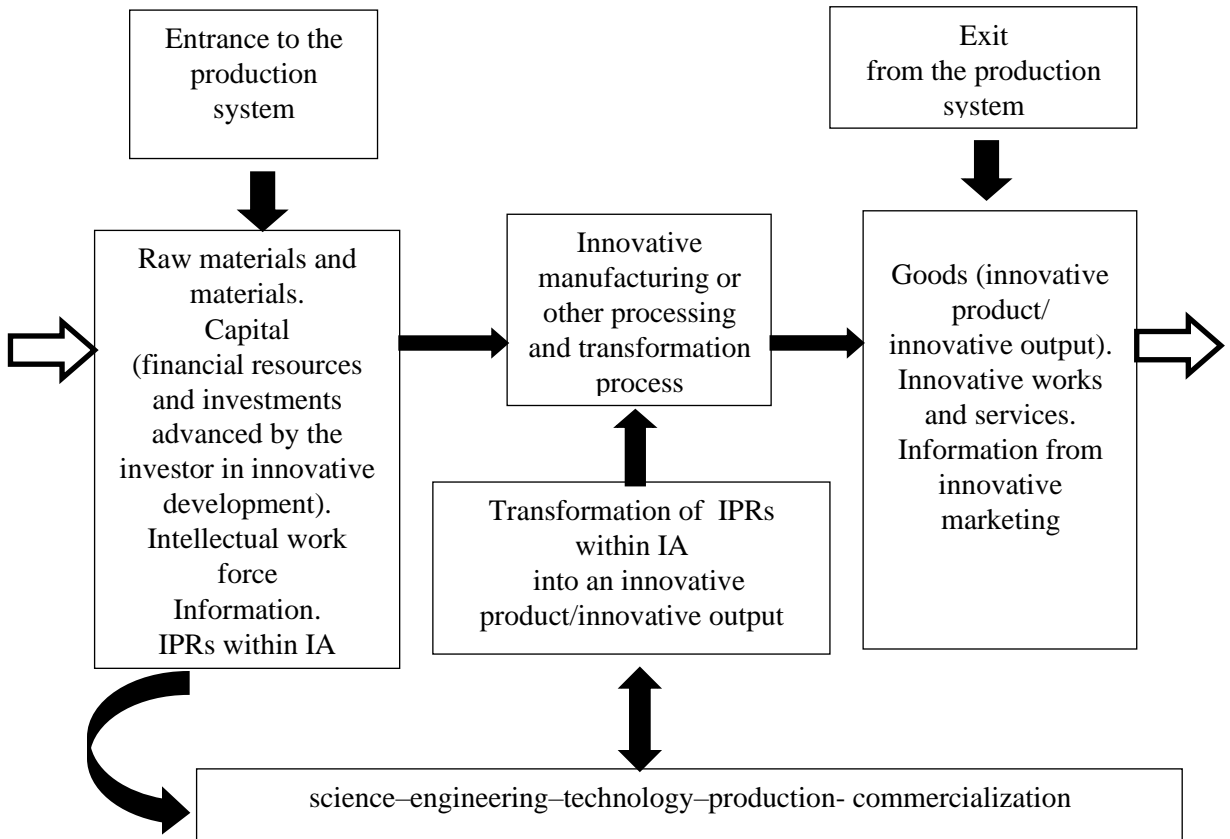 Entrance to the
production
system
Exit
from the production
system
Raw materials and
materials.
Capital
(financial resources
and investments
advanced by the
investor in innovative
development).
Intellectual work
force
Information.
IPRs within IA
Innovative
manufacturing or
other processing
and transformation
process
Goods (innovative
product/
innovative output).
Innovative works
and services.
Information from
innovative
marketing
Transformation of IPRs
within IA
into an innovative
product/innovative output
science–engineering–technology–production- commercialization